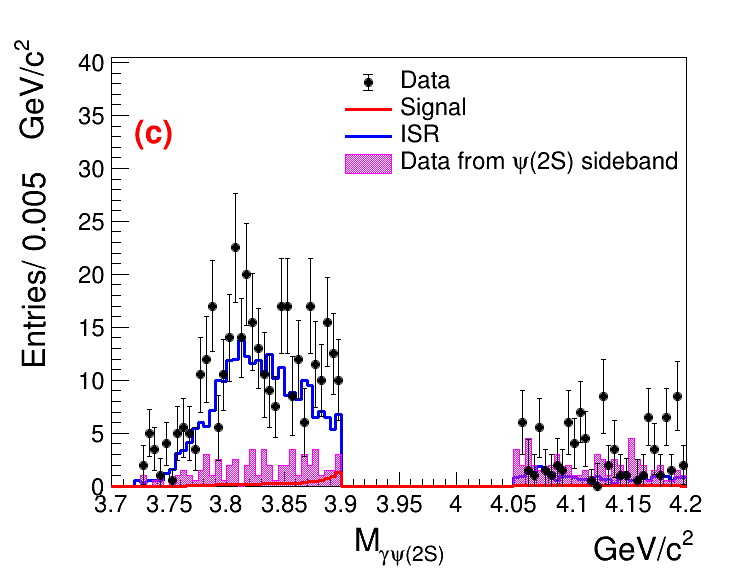 Entries/ 0.005 GeV/c²
40
35
30
25
20
15
10
5
0
(c)
Data
Signal
ISR
Data from ψ(2S) sideband
3.7 3.75 3.8 3.85 3.9 3.95 4 4.05 4.1 4.15 4.2
M_γψ(2S)
GeV/c²